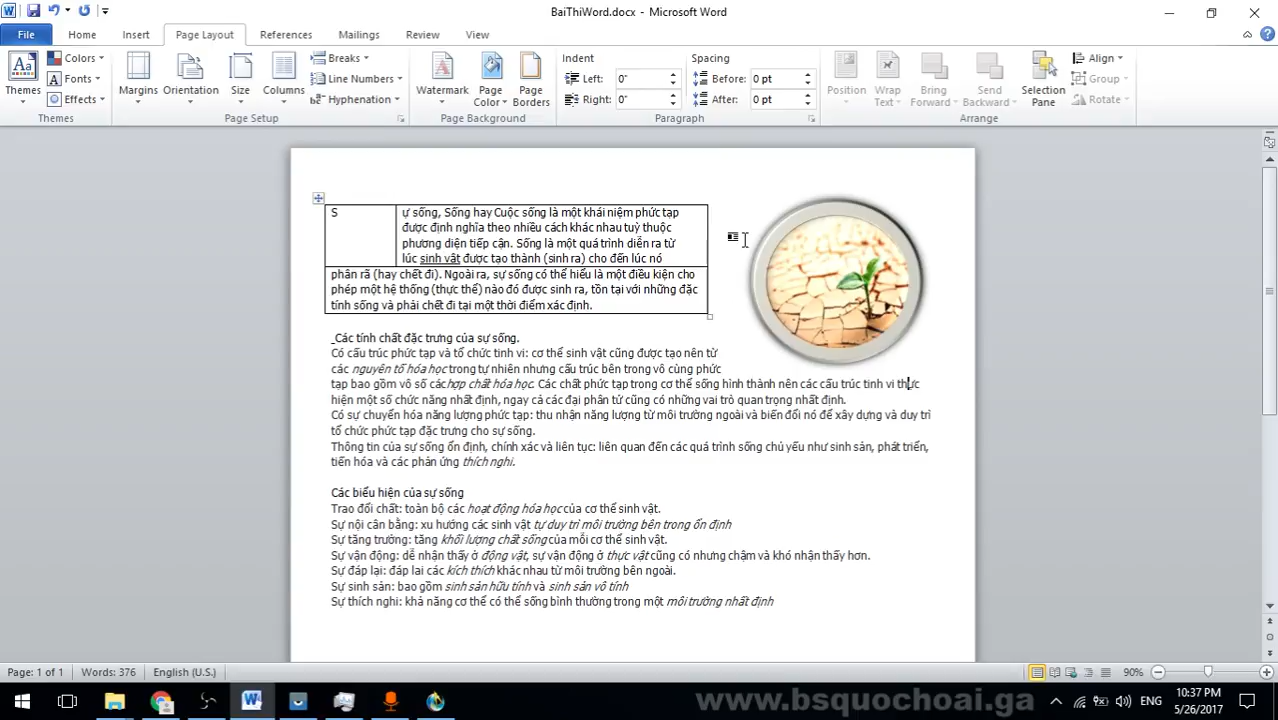 BaiThiWord.docx - Microsoft Word
File Home Insert Page Layout References Mailings Review View
Themes Colors Fonts Effects Margins Orientation Size Columns Breaks Line Numbers Hyphenation Watermark Page Color Page Borders Indent Left: 0" Right: 0" Spacing Before: 0 pt After: 0 pt Position Wrap Text Bring Forward Send Backward Selection Pane Align Group Rotate
Themes Page Setup Page Background Paragraph Arrange
S ự sống, Sống hay Cuộc sống là một khái niệm phức tạp
được định nghĩa theo nhiều cách khác nhau tuỳ thuộc
phương diện tiếp cận. Sống là một quá trình diễn ra từ
lúc sinh vật được tạo thành (sinh ra) cho đến lúc nó
phân rã (hay chết đi). Ngoài ra, sự sống có thể hiểu là một điều kiện cho
phép một hệ thống (thực thể) nào đó được sinh ra, tồn tại với những đặc
tính sống và phải chết đi tại một thời điểm xác định.
Các tính chất đặc trưng của sự sống.
Có cấu trúc phức tạp và tổ chức tinh vi: cơ thể sinh vật cũng được tạo nên từ
các nguyên tố hóa học trong tự nhiên nhưng cấu trúc bên trong vô cùng phức
tạp bao gồm vô số cáchợp chất hóa học. Các chất phức tạp trong cơ thể sống hình thành nên các cấu trúc tinh vi thực
hiện một số chức năng nhất định, ngay cả các đại phân tử cũng có những vai trò quan trọng nhất định.
Có sự chuyển hóa năng lượng phức tạp: thu nhận năng lượng từ môi trường ngoài và biến đổi nó để xây dựng và duy trì
tổ chức phức tạp đặc trưng cho sự sống.
Thông tin của sự sống ổn định, chính xác và liên tục: liên quan đến các quá trình sống chủ yếu như sinh sản, phát triển,
tiến hóa và các phản ứng thích nghi.
Các biểu hiện của sự sống
Trao đổi chất: toàn bộ các hoạt động hóa học của cơ thể sinh vật.
Sự nội cân bằng: xu hướng các sinh vật tự duy trì môi trường bên trong ổn định
Sự tăng trưởng: tăng khối lượng chất sống của mỗi cơ thể sinh vật.
Sự vận động: dễ nhận thấy ở động vật, sự vận động ở thực vật cũng có nhưng chậm và khó nhận thấy hơn.
Sự đáp lại: đáp lai các kích thích khác nhau từ môi trường bên ngoài.
Sự sinh sản: bao gồm sinh sản hữu tính và sinh sản vô tính
Sự thích nghi: khả năng cơ thể có thể sống bình thường trong một môi trường nhất định
Page: 1 of 1 Words: 376 English (U.S.) 90%
www.bsquochoai.ga
ENG 10:37 PM
5/26/2017